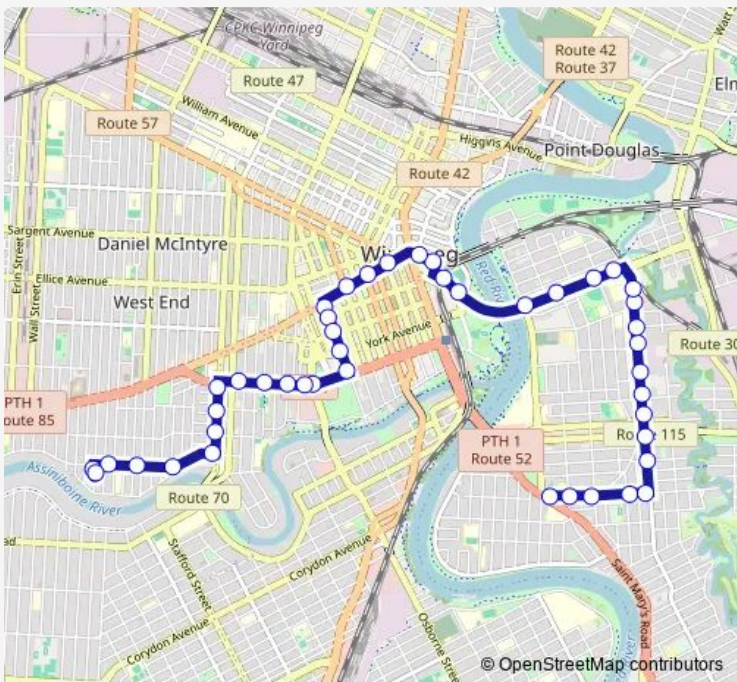 CPKC Winnipeg
Yard
Route 42
Route 37
Route 47
William Avenue
Route 57
Higgins Avenue
Point Douglas
Route 42
Sargent Avenue
Daniel McIntyre
Erin Street
Wall Street
Ellice Avenue
West End
York Avenue
Route 30
PTH 1
oute 85
Route 115
PTH 1
Route 52
Assiniboine River
Route 70
Stafford Street
Corydon Avenue
Corydon Avenue
Osborne Street
Saint Mary's Road
© OpenStreetMap contributors